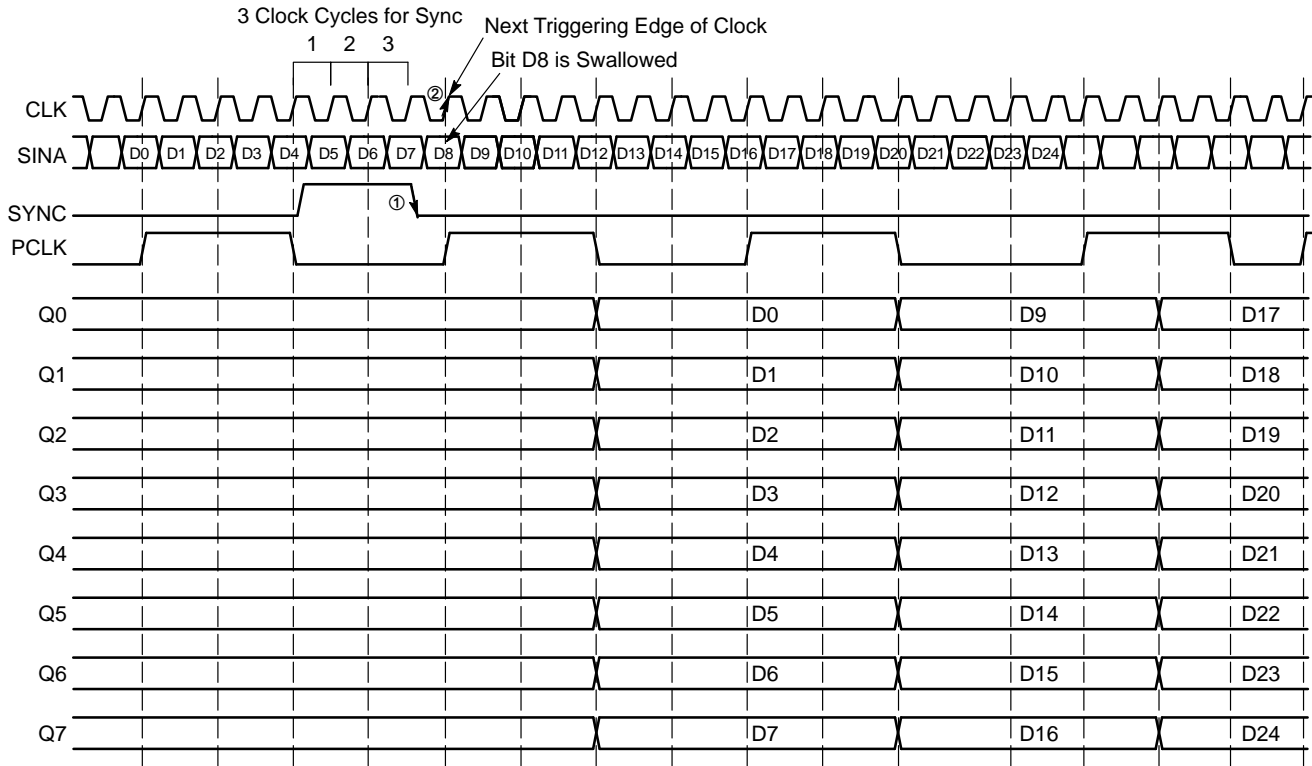 3 Clock Cycles for Sync
Next Triggering Edge of Clock
1 2 3
Bit D8 is Swallowed
CLK ②
SINA D0 D1 D2 D3 D4 D5 D6 D7 D8 D9 D10 D11 D12 D13 D14 D15 D16 D17 D18 D19 D20 D21 D22 D23 D24
SYNC ①
PCLK
Q0 D0 D9 D17
Q1 D1 D10 D18
Q2 D2 D11 D19
Q3 D3 D12 D20
Q4 D4 D13 D21
Q5 D5 D14 D22
Q6 D6 D15 D23
Q7 D7 D16 D24